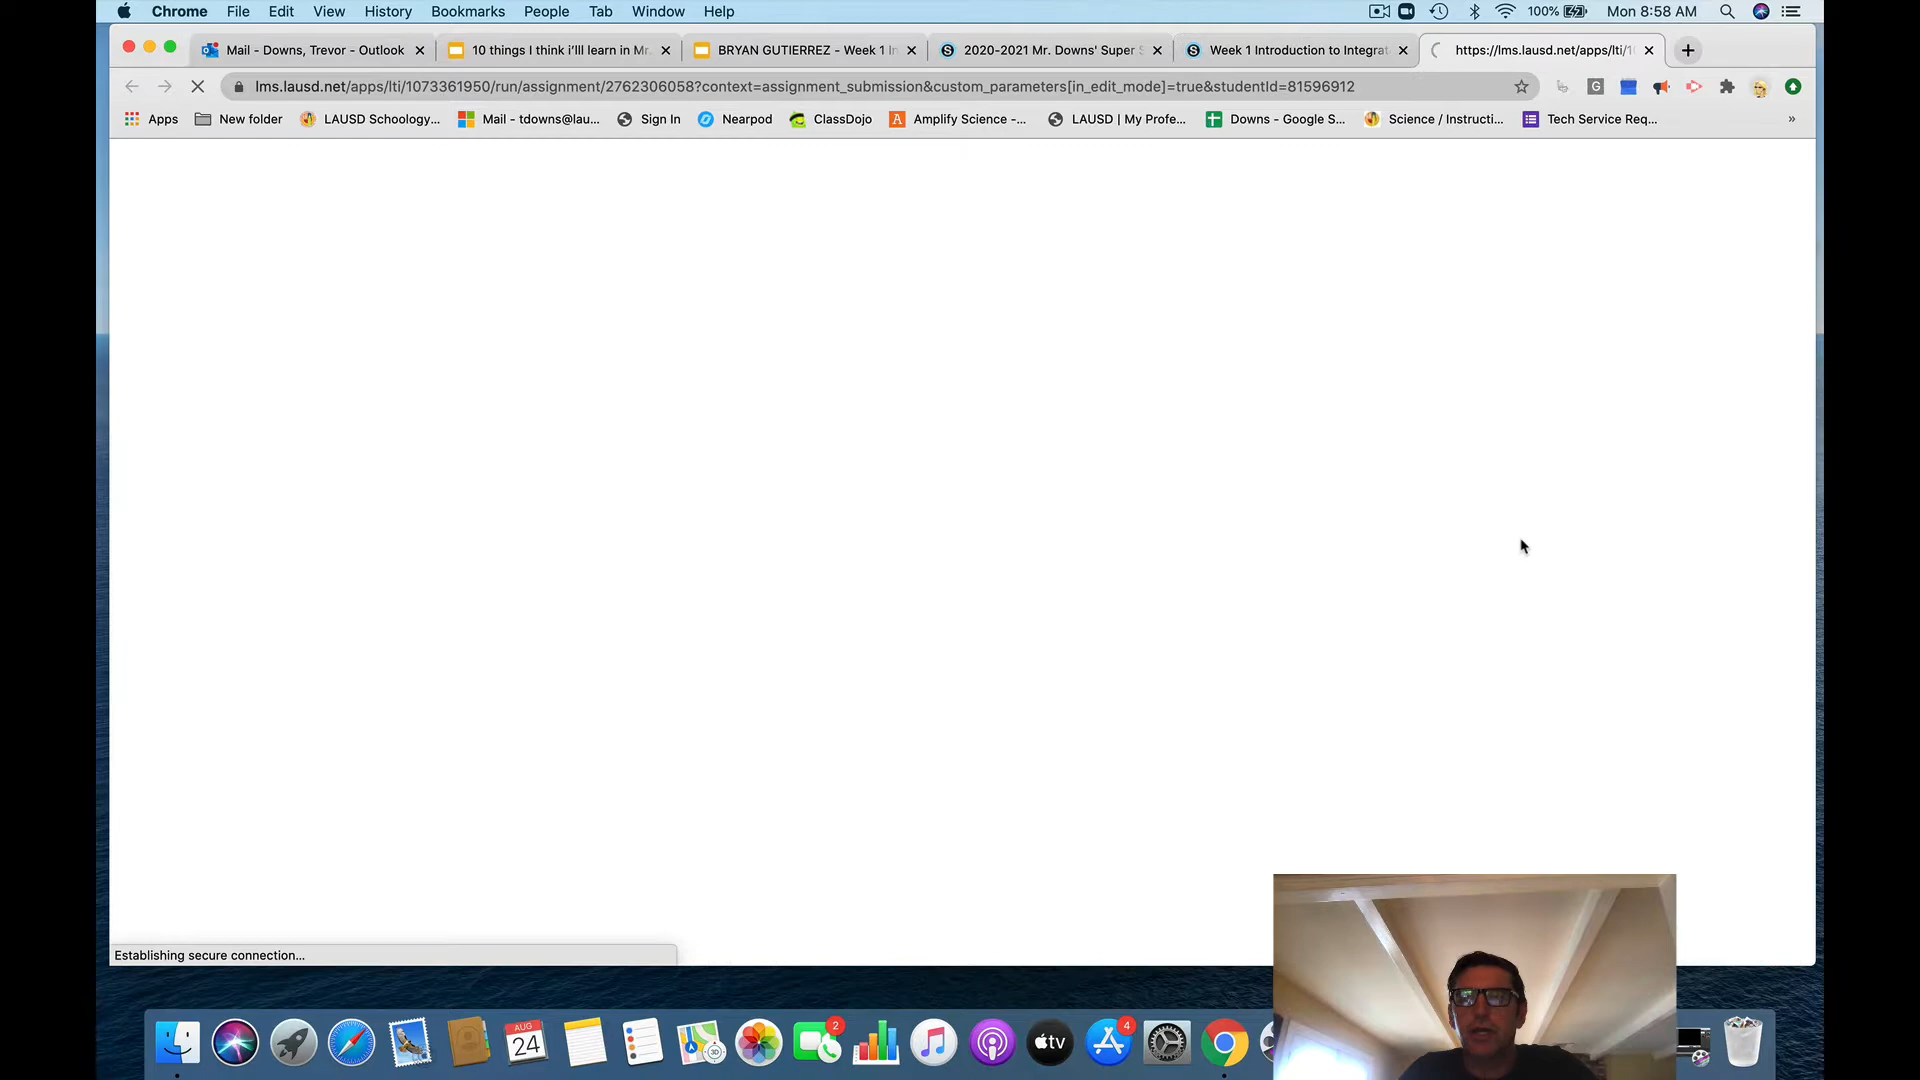 Chrome File Edit View History Bookmarks People Tab Window Help 100% Mon 8:58 AM
Mail - Downs, Trevor - Outlook 10 things I think i'll learn in Mr. BRYAN GUTIERREZ - Week 1 In 2020-2021 Mr. Downs' Super S Week 1 Introduction to Integrat https://lms.lausd.net/apps/lti/1
lms.lausd.net/apps/lti/1073361950/run/assignment/2762306058?context=assignment_submission&custom_parameters[in_edit_mode]=true&studentId=81596912
Apps New folder LAUSD Schoology... Mail - tdowns@lau... Sign In Nearpod ClassDojo Amplify Science -... LAUSD | My Profe... Downs - Google S... Science / Instructi... Tech Service Req... »
Establishing secure connection...
AUG 24 3D 2 tv 4